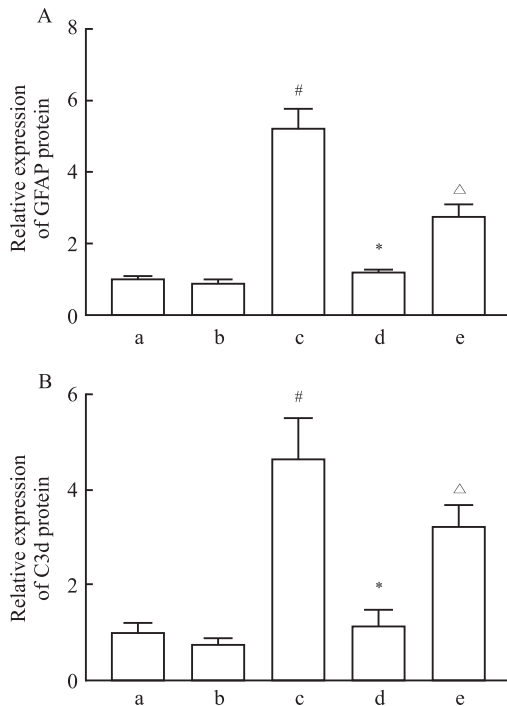 A
Relative expression
of GFAP protein
8
6
4
2
0
#
*
△
a b c d e
B
Relative expression
of C3d protein
6
4
2
0
#
*
△
a b c d e